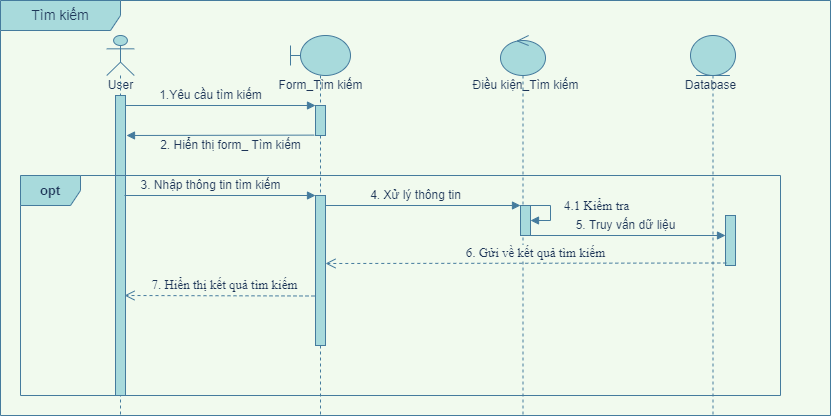 Tìm kiếm
User
Form_Tìm kiếm
Điều kiện_Tìm kiếm
Database
1.Yêu cầu tìm kiếm
2. Hiển thị form_ Tìm kiếm
opt
3. Nhập thông tin tìm kiếm
4. Xử lý thông tin
4.1 Kiểm tra
5. Truy vấn dữ liệu
6. Gửi về kết quả tìm kiếm
7. Hiển thị kết quả tìm kiếm